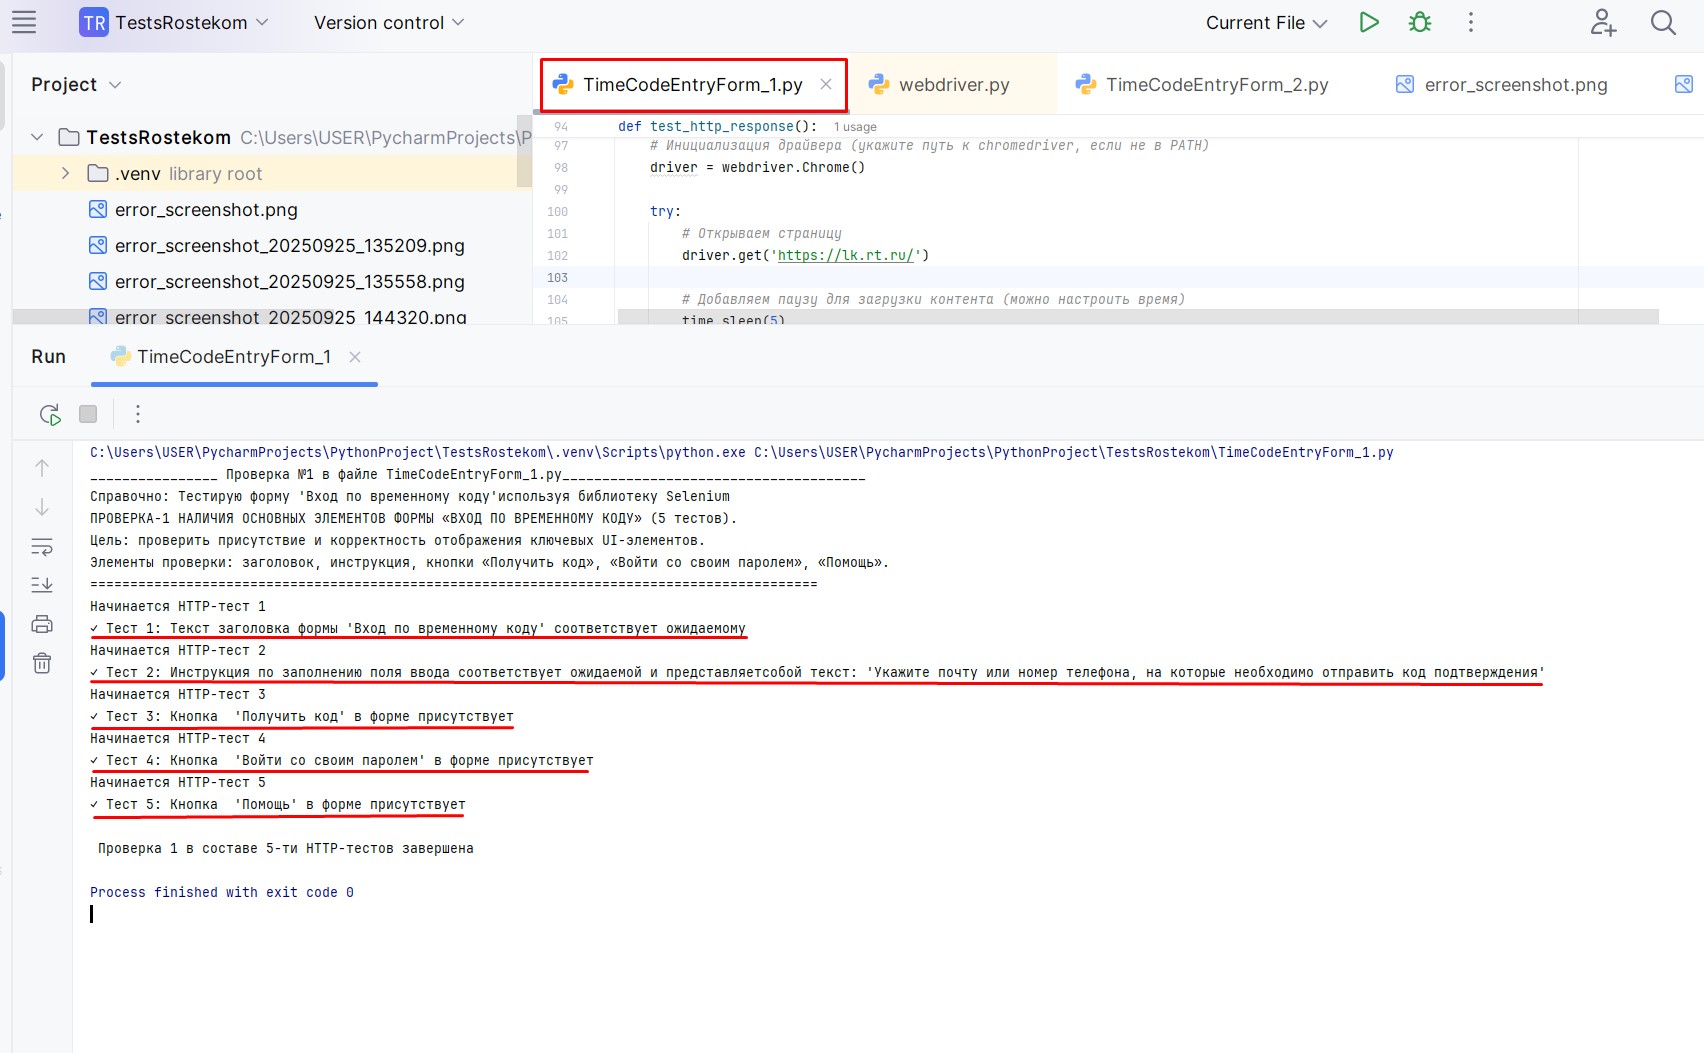 TR TestsRostekom Version control Current File
Project
TestsRostekom C:\Users\USER\PycharmProjects\P
.venv library root
error_screenshot.png
error_screenshot_20250925_135209.png
error_screenshot_20250925_135558.png
error_screenshot_20250925_144320.png
TimeCodeEntryForm_1.py webdriver.py TimeCodeEntryForm_2.py error_screenshot.png
94 def test_http_response(): 1 usage
97 # Инициализация драйвера (укажите путь к chromedriver, если не в PATH)
98 driver = webdriver.Chrome()
99
100 try:
101 # Открываем страницу
102 driver.get('https://lk.rt.ru/')
103
104 # Добавляем паузу для загрузки контента (можно настроить время)
105 time.sleep(5)
Run TimeCodeEntryForm_1
C:\Users\USER\PycharmProjects\PythonProject\TestsRostekom\.venv\Scripts\python.exe C:\Users\USER\PycharmProjects\PythonProject\TestsRostekom\TimeCodeEntryForm_1.py
________________ Проверка №1 в файле TimeCodeEntryForm_1.py______________________________________
Справочно: Тестирую форму 'Вход по временному коду'используя библиотеку Selenium
ПРОВЕРКА-1 НАЛИЧИЯ ОСНОВНЫХ ЭЛЕМЕНТОВ ФОРМЫ «ВХОД ПО ВРЕМЕННОМУ КОДУ» (5 тестов).
Цель: проверить присутствие и корректность отображения ключевых UI-элементов.
Элементы проверки: заголовок, инструкция, кнопки «Получить код», «Войти со своим паролем», «Помощь».
===========================================================================================
Начинается HTTP-тест 1
✓ Тест 1: Текст заголовка формы 'Вход по временному коду' соответствует ожидаемому
Начинается HTTP-тест 2
✓ Тест 2: Инструкция по заполнению поля ввода соответствует ожидаемой и представляетсобой текст: 'Укажите почту или номер телефона, на которые необходимо отправить код подтверждения'
Начинается HTTP-тест 3
✓ Тест 3: Кнопка  'Получить код' в форме присутствует
Начинается HTTP-тест 4
✓ Тест 4: Кнопка  'Войти со своим паролем' в форме присутствует
Начинается HTTP-тест 5
✓ Тест 5: Кнопка  'Помощь' в форме присутствует
Проверка 1 в составе 5-ти HTTP-тестов завершена
Process finished with exit code 0